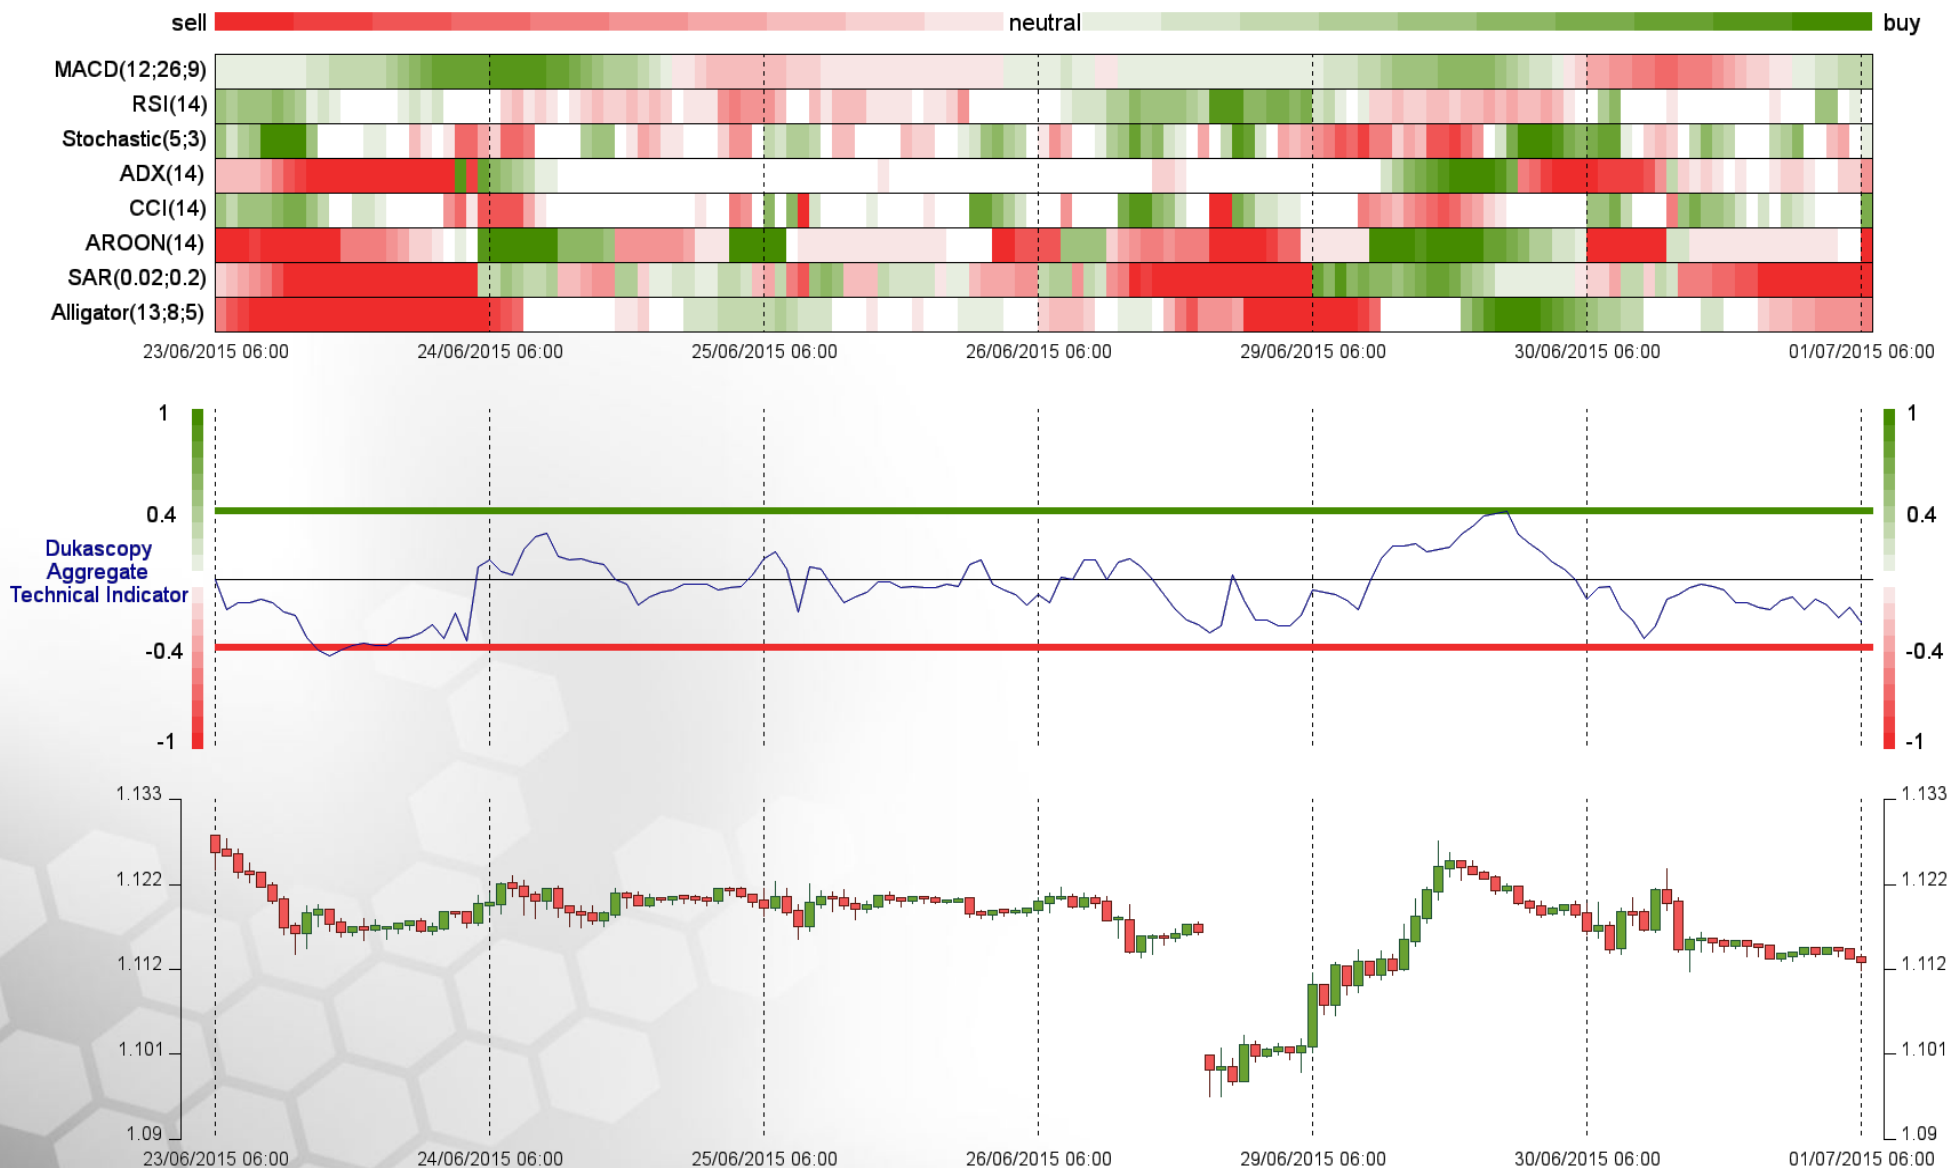 sell neutral buy
MACD(12;26;9)
RSI(14)
Stochastic(5;3)
ADX(14)
CCI(14)
AROON(14)
SAR(0.02;0.2)
Alligator(13;8;5)
23/06/2015 06:00 24/06/2015 06:00 25/06/2015 06:00 26/06/2015 06:00 29/06/2015 06:00 30/06/2015 06:00 01/07/2015 06:00
1 1
0.4 0.4
Dukascopy
Aggregate
Technical Indicator
-0.4 -0.4
-1 -1
1.133 1.133
1.122 1.122
1.112 1.112
1.101 1.101
1.09 1.09
23/06/2015 06:00 24/06/2015 06:00 25/06/2015 06:00 26/06/2015 06:00 29/06/2015 06:00 30/06/2015 06:00 01/07/2015 06:00